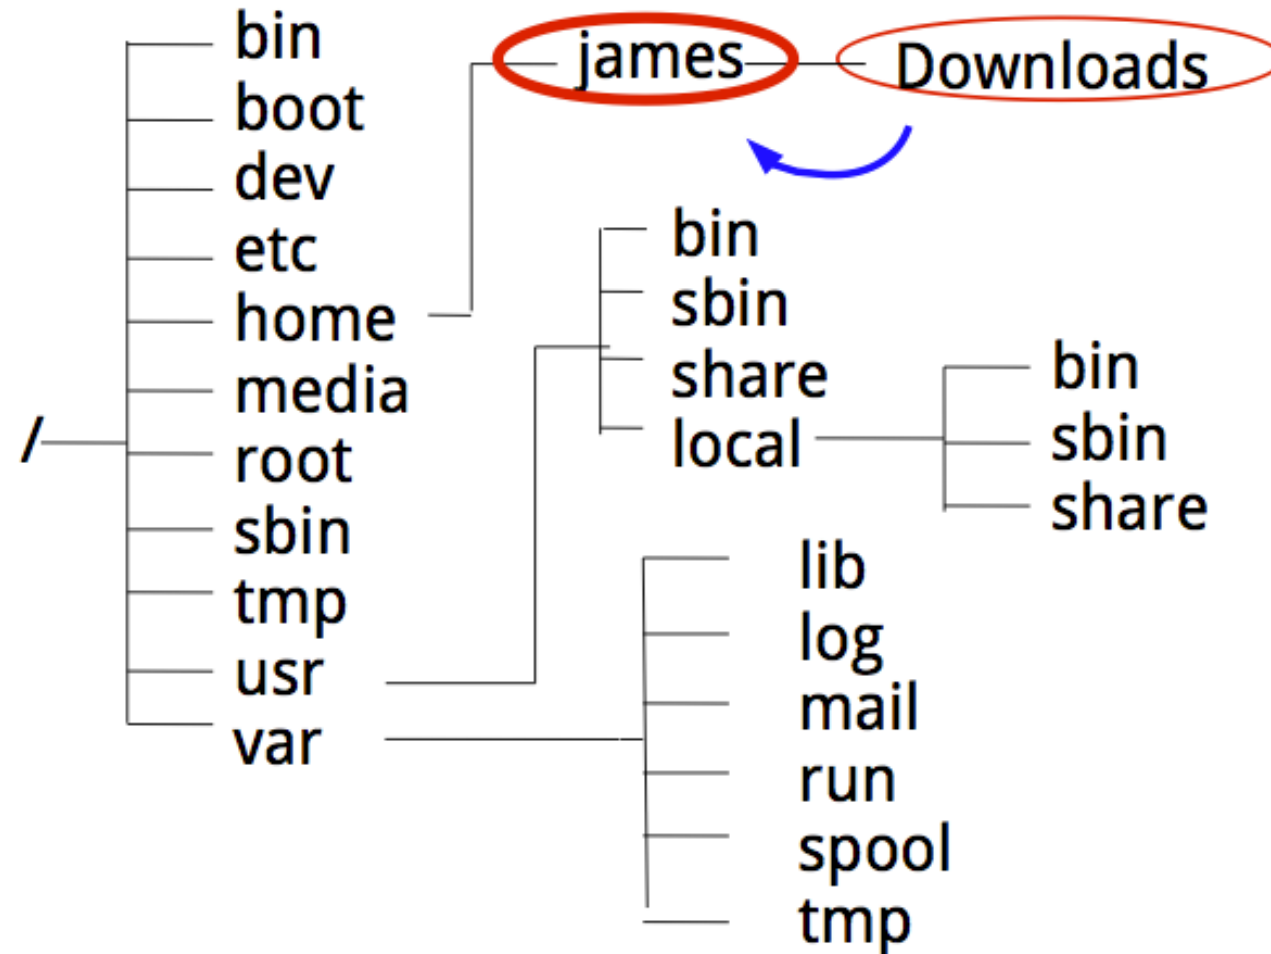 /
bin
boot
dev
etc
home
media
root
sbin
tmp
usr
var
james
Downloads
bin
sbin
share
local
bin
sbin
share
lib
log
mail
run
spool
tmp